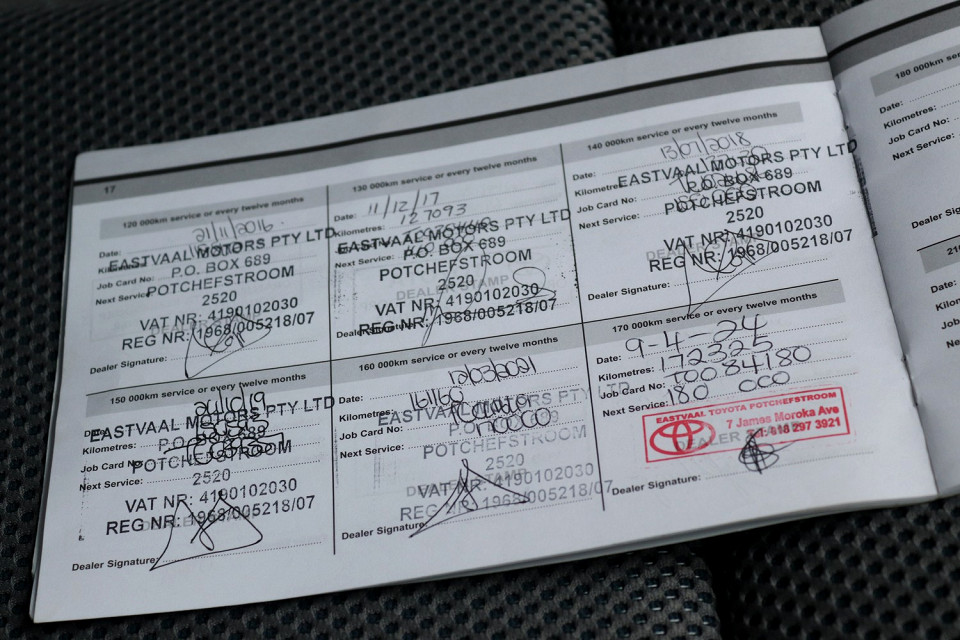 17
120 000km service or every twelve months
Date: 21/11/2016
Kilometres:
Job Card No:
Next Service:
EASTVAAL MOTORS PTY LTD
P.O. BOX 689
POTCHEFSTROOM
2520
VAT NR: 4190102030
REG NR: 1968/005218/07
Dealer Signature:
130 000km service or every twelve months
Date: 11/12/17
Kilometres: 127093
Next Service:
EASTVAAL MOTORS PTY LTD
P.O. BOX 689
POTCHEFSTROOM
2520
DEALER STAMP
VAT NR: 4190102030
REG NR: 1968/005218/07
140 000km service or every twelve months
Date: 13/07/2018
Kilometres:
Job Card No:
Next Service:
EASTVAAL MOTORS PTY LTD
P.O. BOX 689
POTCHEFSTROOM
2520
VAT NR: 4190102030
REG NR: 1968/005218/07
Dealer Signature:
150 000km service or every twelve months
Kilometres:
Job Card No:
Next Service:
EASTVAAL MOTORS PTY LTD
P.O. BOX 689
POTCHEFSTROOM
2520
VAT NR: 4190102030
REG NR: 1968/005218/07
Dealer Signature:
160 000km service or every twelve months
Date: 12/03/2021
Kilometres: 161160
Job Card No:
Next Service:
EASTVAAL MOTORS PTY LTD
POTCHEFSTROOM
2520
DEALER STAMP
VAT NR: 4190102030
REG NR: 1968/005218/07
Dealer Signature:
170 000km service or every twelve months
Date: 9-4-24
Kilometres: 172325
Job Card No: T0084180
Next Service: 180 000
EASTVAAL TOYOTA POTCHEFSTROOM
7 James Moroka Ave
Tel: 018 297 3921
Dealer Signature:
180 000km
Date:
Kilometres:
Job Card No:
Next Service: